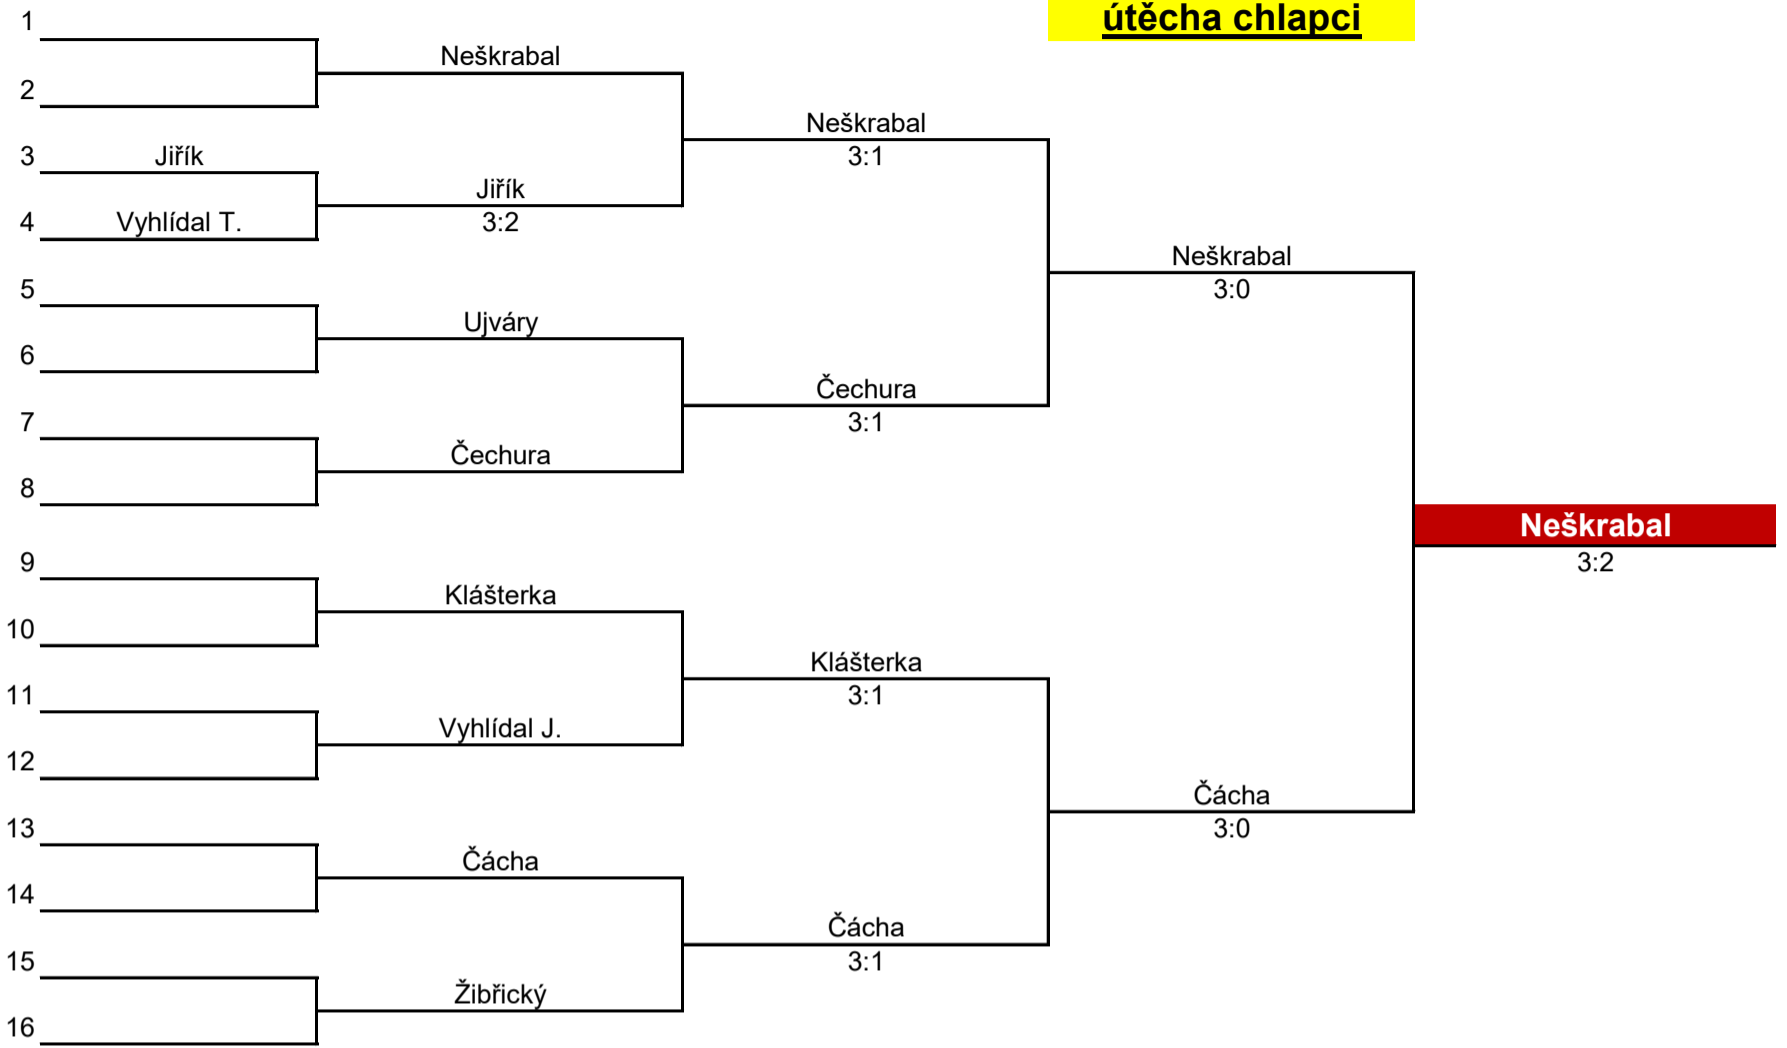 útěcha chlapci
1
Neškrabal
2
Neškrabal
3 Jiřík
3:1
Jiřík
4 Vyhlídal T.
3:2
Neškrabal
5
3:0
Ujváry
6
Čechura
7
3:1
Čechura
8
Neškrabal
9
3:2
Klášterka
10
Klášterka
11
3:1
Vyhlídal J.
12
Čácha
13
3:0
Čácha
14
Čácha
15
3:1
Žibřický
16